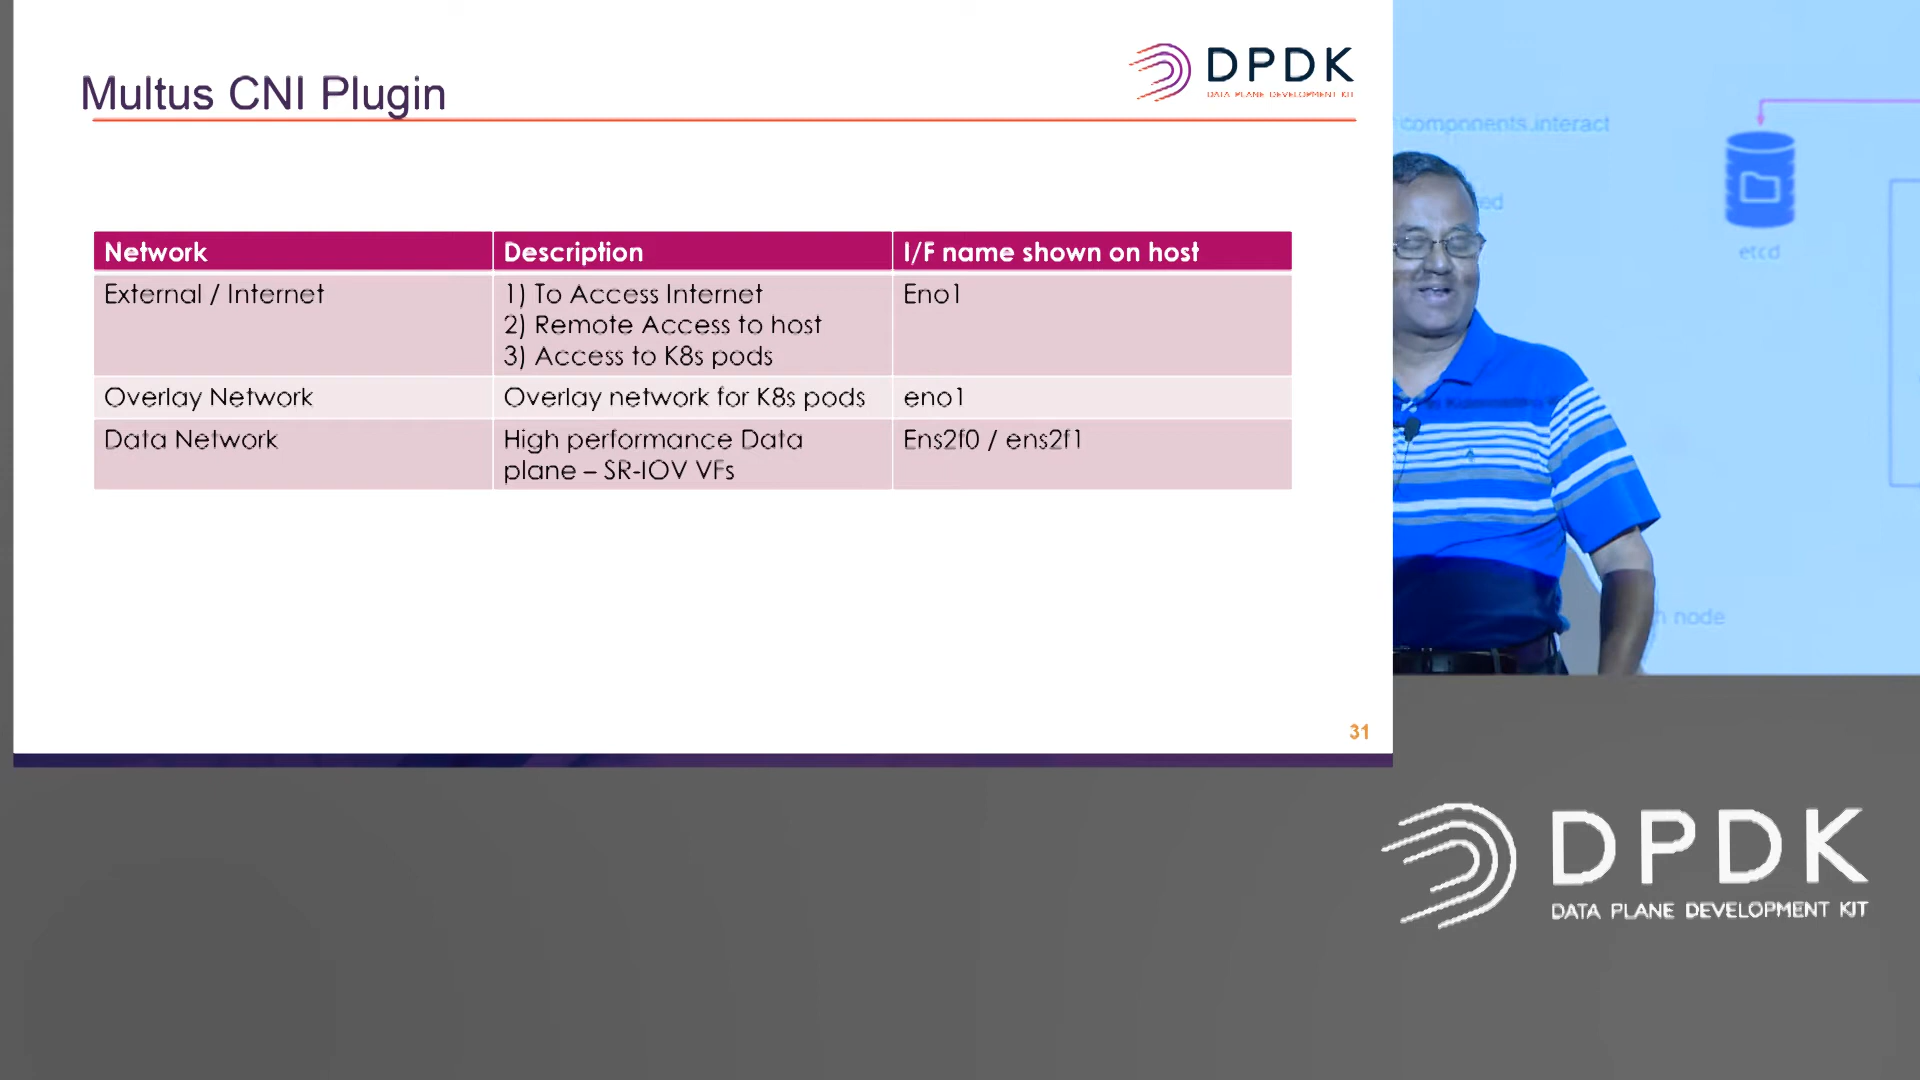 Multus CNI Plugin
DPDK
DATA PLANE DEVELOPMENT KIT
Network
Description
I/F name shown on host
External / Internet
1) To Access Internet
2) Remote Access to host
3) Access to K8s pods
Eno1
Overlay Network
Overlay network for K8s pods
eno1
Data Network
High performance Data
plane – SR-IOV VFs
Ens2f0 / ens2f1
31
components interact
etcd
node
DPDK
DATA PLANE DEVELOPMENT KIT